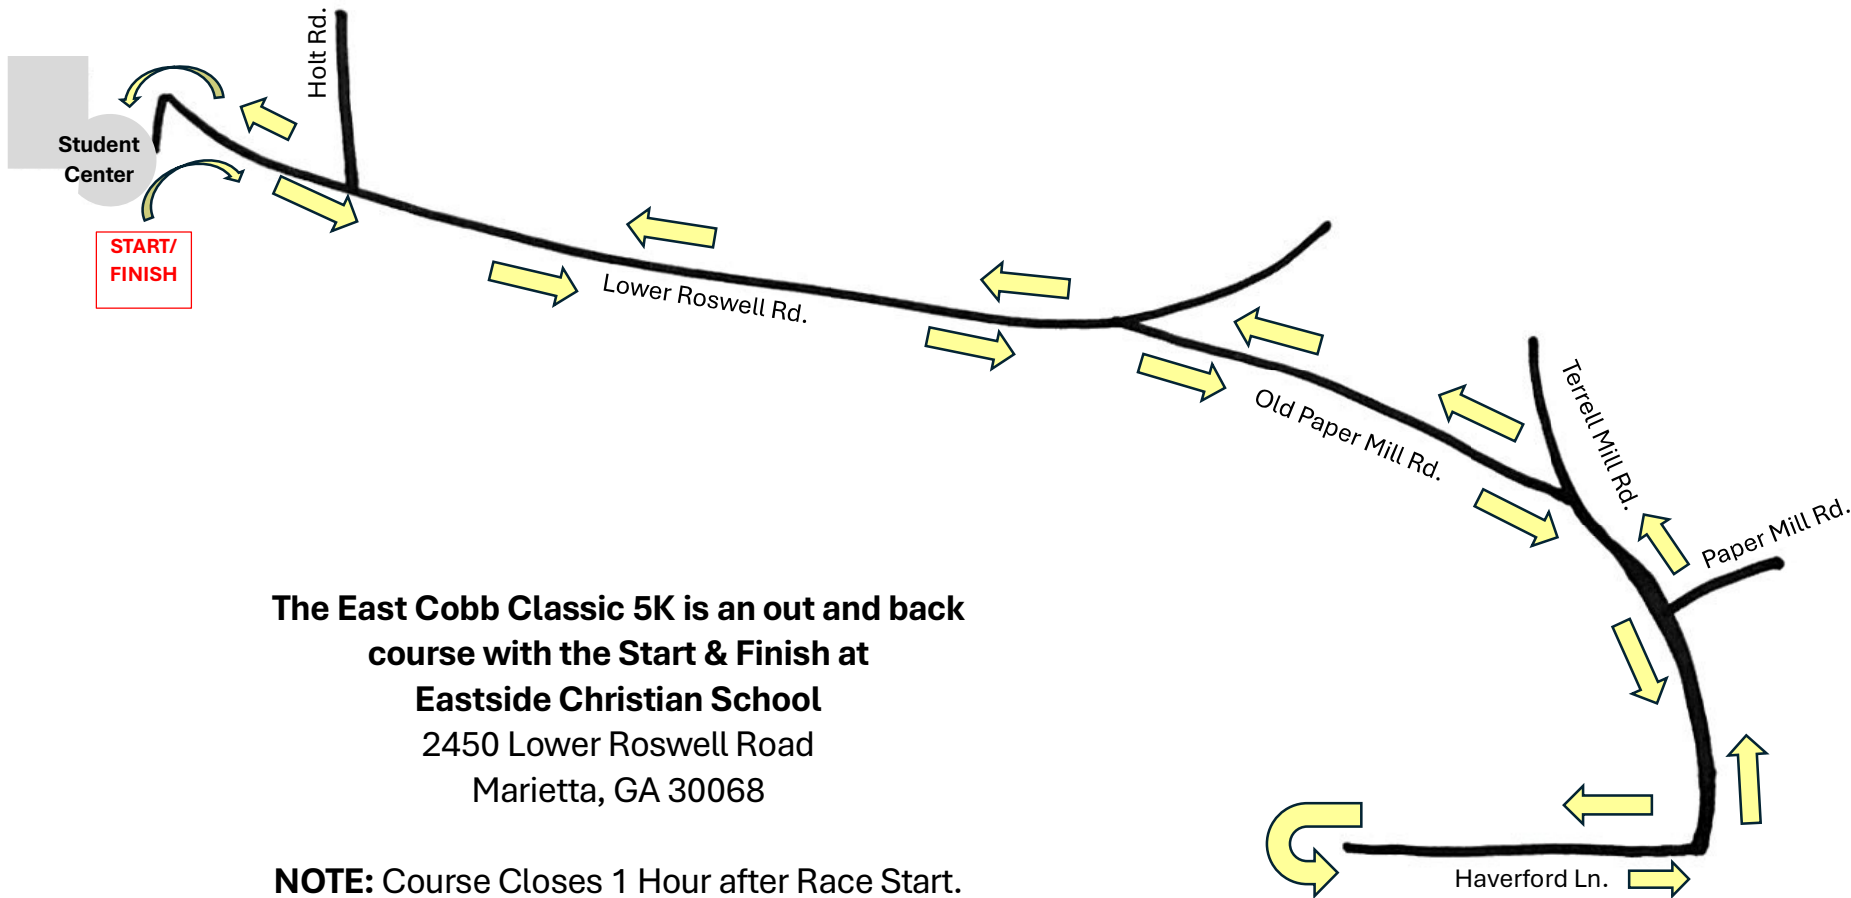 Holt Rd.
Student
Center
START/
FINISH
Lower Roswell Rd.
Old Paper Mill Rd.
Terrell Mill Rd.
Paper Mill Rd.
The East Cobb Classic 5K is an out and back
course with the Start & Finish at
Eastside Christian School
2450 Lower Roswell Road
Marietta, GA 30068
NOTE: Course Closes 1 Hour after Race Start.
Haverford Ln.